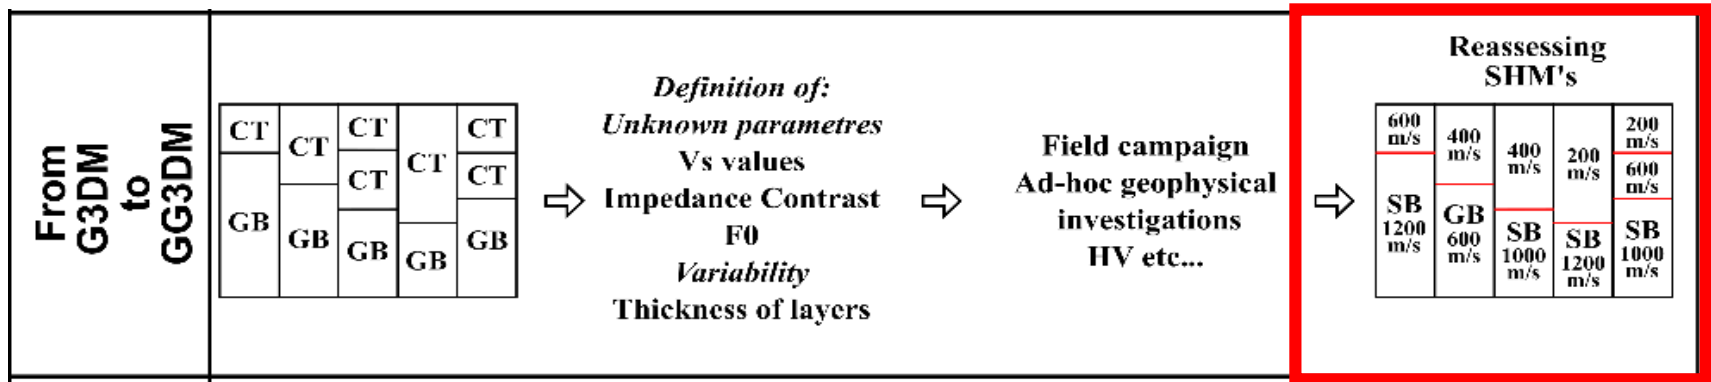 From
G3DM
to
GG3DM
CT
GB
CT
GB
CT
CT
GB
CT
GB
CT
CT
GB
Definition of:
Unknown parametres
Vs values
Impedance Contrast
F0
Variability
Thickness of layers
Field campaign
Ad-hoc geophysical
investigations
HV etc...
Reassessing
SHM's
600
m/s
SB
1200
m/s
400
m/s
GB
600
m/s
400
m/s
SB
1000
m/s
200
m/s
SB
1200
m/s
200
m/s
600
m/s
SB
1000
m/s